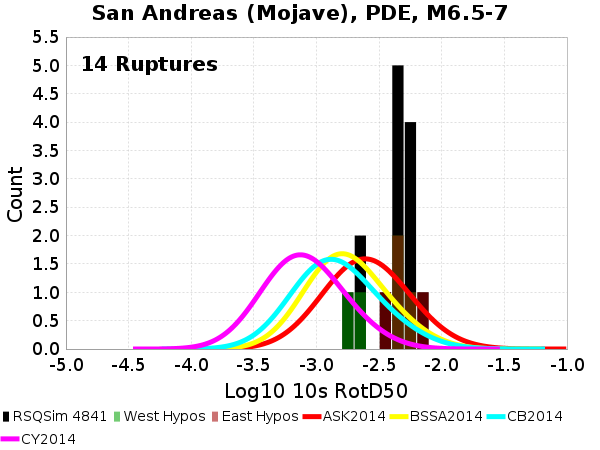 San Andreas (Mojave), PDE, M6.5-7
14 Ruptures
5.5
5.0
4.5
4.0
3.5
3.0
2.5
2.0
1.5
1.0
0.5
0.0
Count
-5.0 -4.5 -4.0 -3.5 -3.0 -2.5 -2.0 -1.5 -1.0
Log10 10s RotD50
RSQSim 4841 West Hypos East Hypos ASK2014 BSSA2014 CB2014
CY2014